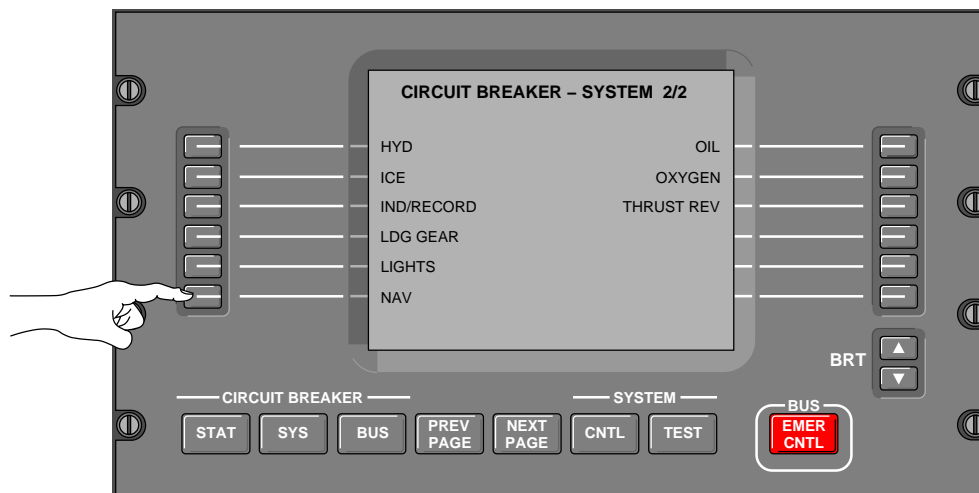 CIRCUIT BREAKER – SYSTEM 2/2
HYD OIL
ICE OXYGEN
IND/RECORD THRUST REV
LDG GEAR
LIGHTS
NAV
BRT
CIRCUIT BREAKER SYSTEM BUS
STAT SYS BUS PREV PAGE NEXT PAGE CNTL TEST EMER CNTL